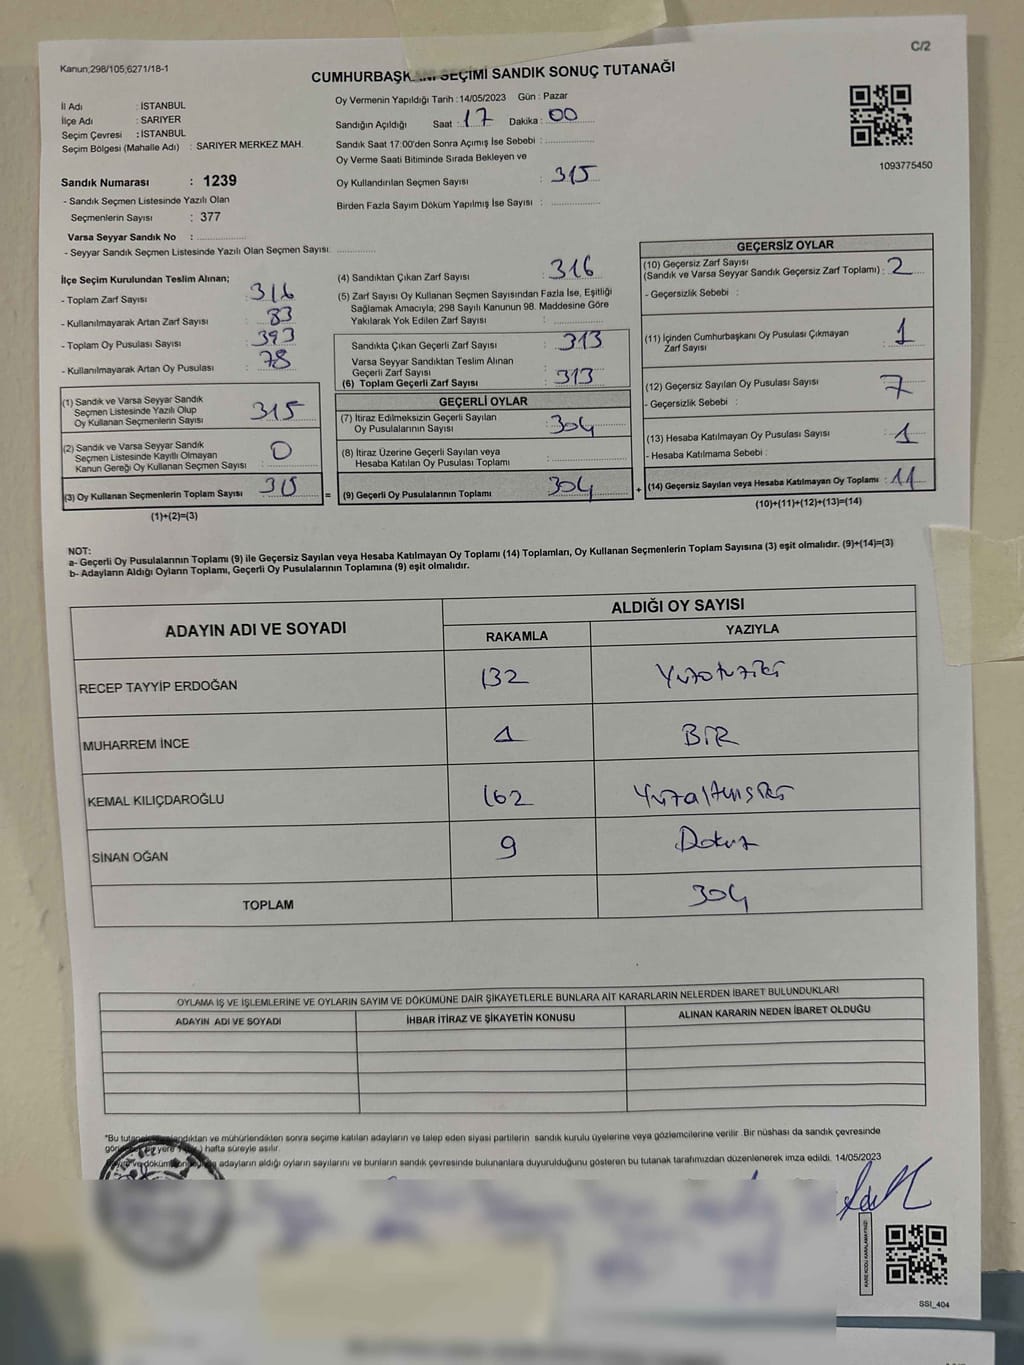 C/2
Kanun,298/105,6271/18-1
CUMHURBAŞKANI SEÇİMİ SANDIK SONUÇ TUTANAĞI
İl Adı : İSTANBUL
İlçe Adı : SARIYER
Seçim Çevresi : İSTANBUL
Seçim Bölgesi (Mahalle Adı) : SARIYER MERKEZ MAH.
Sandık Numarası : 1239
- Sandık Seçmen Listesinde Yazılı Olan
Seçmenlerin Sayısı : 377
Varsa Seyyar Sandık No : ..............
- Seyyar Sandık Seçmen Listesinde Yazılı Olan Seçmen Sayısı: ..............
Oy Vermenin Yapıldığı Tarih : 14/05/2023 Gün : Pazar
Sandığın Açıldığı Saat : 17 Dakika : 00
Sandık Saat 17:00'den Sonra Açımış İse Sebebi : ..............
Oy Verme Saati Bitiminde Sırada Bekleyen ve
Oy Kullandırılan Seçmen Sayısı : 315
Birden Fazla Sayım Döküm Yapılmış İse Sayısı : ..............
1093775450
İlçe Seçim Kurulundan Teslim Alınan;
- Toplam Zarf Sayısı : 316
- Kullanılmayarak Artan Zarf Sayısı : 83
- Toplam Oy Pusulası Sayısı : 393
- Kullanılmayarak Artan Oy Pusulası : 78
(1) Sandık ve Varsa Seyyar Sandık
Seçmen Listesinde Yazılı Olup
Oy Kullanan Seçmenlerin Sayısı : 315
(2) Sandık ve Varsa Seyyar Sandık
Seçmen Listesinde Kayıtlı Olmayan
Kanun Gereği Oy Kullanan Seçmen Sayısı : 0
(3) Oy Kullanan Seçmenlerin Toplam Sayısı : 315
(1)+(2)=(3)
(4) Sandıktan Çıkan Zarf Sayısı : 316
(5) Zarf Sayısı Oy Kullanan Seçmen Sayısından Fazla İse, Eşitliği
Sağlamak Amacıyla, 298 Sayılı Kanunun 98. Maddesine Göre
Yakılarak Yok Edilen Zarf Sayısı : ..............
Sandıkta Çıkan Geçerli Zarf Sayısı : 313
Varsa Seyyar Sandıktan Teslim Alınan
Geçerli Zarf Sayısı
(6) Toplam Geçerli Zarf Sayısı : 313
GEÇERLİ OYLAR
(7) İtiraz Edilmeksizin Geçerli Sayılan
Oy Pusulalarının Sayısı : 304
(8) İtiraz Üzerine Geçerli Sayılan veya
Hesaba Katılan Oy Pusulası Toplamı : ..............
= (9) Geçerli Oy Pusulalarının Toplamı 304
GEÇERSİZ OYLAR
(10) Geçersiz Zarf Sayısı
(Sandık ve Varsa Seyyar Sandık Geçersiz Zarf Toplamı) : 2
- Geçersizlik Sebebi :
(11) İçinden Cumhurbaşkanı Oy Pusulası Çıkmayan
Zarf Sayısı : 1
(12) Geçersiz Sayılan Oy Pusulası Sayısı : 7
- Geçersizlik Sebebi :
(13) Hesaba Katılmayan Oy Pusulası Sayısı : 1
- Hesaba Katılmama Sebebi :
+ (14) Geçersiz Sayılan veya Hesaba Katılmayan Oy Toplamı : 11
(10)+(11)+(12)+(13)=(14)
NOT:
a- Geçerli Oy Pusulalarının Toplamı (9) ile Geçersiz Sayılan veya Hesaba Katılmayan Oy Toplamı (14) Toplamları, Oy Kullanan Seçmenlerin Toplam Sayısına (3) eşit olmalıdır. (9)+(14)=(3)
b- Adayların Aldığı Oyların Toplamı, Geçerli Oy Pusulalarının Toplamına (9) eşit olmalıdır.
ADAYIN ADI VE SOYADI
ALDIĞI OY SAYISI
RAKAMLA YAZIYLA
RECEP TAYYİP ERDOĞAN 132 Yüzotuziki
MUHARREM İNCE 1 BİR
KEMAL KILIÇDAROĞLU 162 Yüzaltmışiki
SİNAN OĞAN 9 Dokuz
TOPLAM 304
OYLAMA İŞ VE İŞLEMLERİNE VE OYLARIN SAYIM VE DÖKÜMÜNE DAİR ŞİKAYETLERLE BUNLARA AİT KARARLARIN NELERDEN İBARET BULUNDUKLARI
ADAYIN ADI VE SOYADI İHBAR İTİRAZ VE ŞİKAYETİN KONUSU ALINAN KARARIN NEDEN İBARET OLDUĞU
*Bu tutanak andıktan ve mühürlendikten sonra seçime katılan adayların ve talep eden siyasi partilerin sandık kurulu üyelerine veya gözlemcilerine verilir. Bir nüshası da sandık çevresinde
yere hafta süreyle asılır.
ve döküm adayların aldığı oyların sayılarını ve bunların sandık çevresinde bulunanlara duyurulduğunu gösteren bu tutanak tarafımızdan düzenlenerek imza edildi. 14/05/2023
KARE KODU KARALAMAYINIZ!
SSI_404